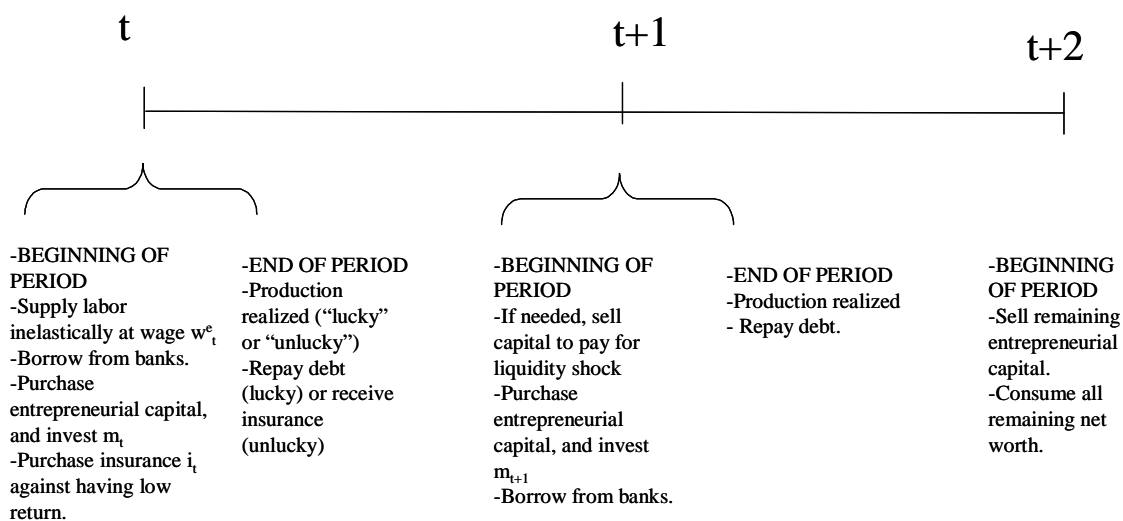 t
t+1
t+2
-BEGINNING OF
PERIOD
-Supply labor
inelastically at wage wᵉₜ
-Borrow from banks.
-Purchase
entrepreneurial capital,
and invest mₜ
-Purchase insurance iₜ
against having low
return.
-END OF PERIOD
-Production
realized (“lucky”
or “unlucky”)
-Repay debt
(lucky) or receive
insurance
(unlucky)
-BEGINNING OF
PERIOD
-If needed, sell
capital to pay for
liquidity shock
-Purchase
entrepreneurial
capital, and invest
mₜ₊₁
-Borrow from banks.
-END OF PERIOD
-Production realized
- Repay debt.
-BEGINNING
OF PERIOD
-Sell remaining
entrepreneurial
capital.
-Consume all
remaining net
worth.